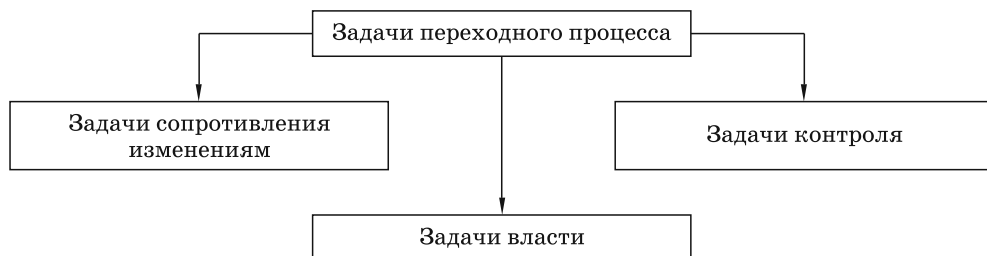 Задачи переходного процесса
Задачи сопротивления
изменениям
Задачи контроля
Задачи власти